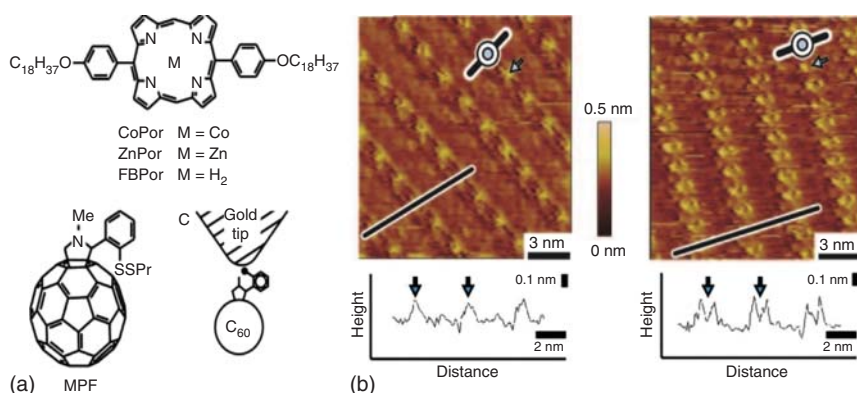 C₁₈H₃₇O
N
N
M
N
N
OC₁₈H₃₇
CoPor M = Co
ZnPor M = Zn
FBPor M = H₂
Me
N
SSPr
MPF
(a)
C
Gold
tip
C₆₀
(b)
3 nm
0.5 nm
0 nm
3 nm
Height
0.1 nm
2 nm
Distance
Height
0.1 nm
2 nm
Distance